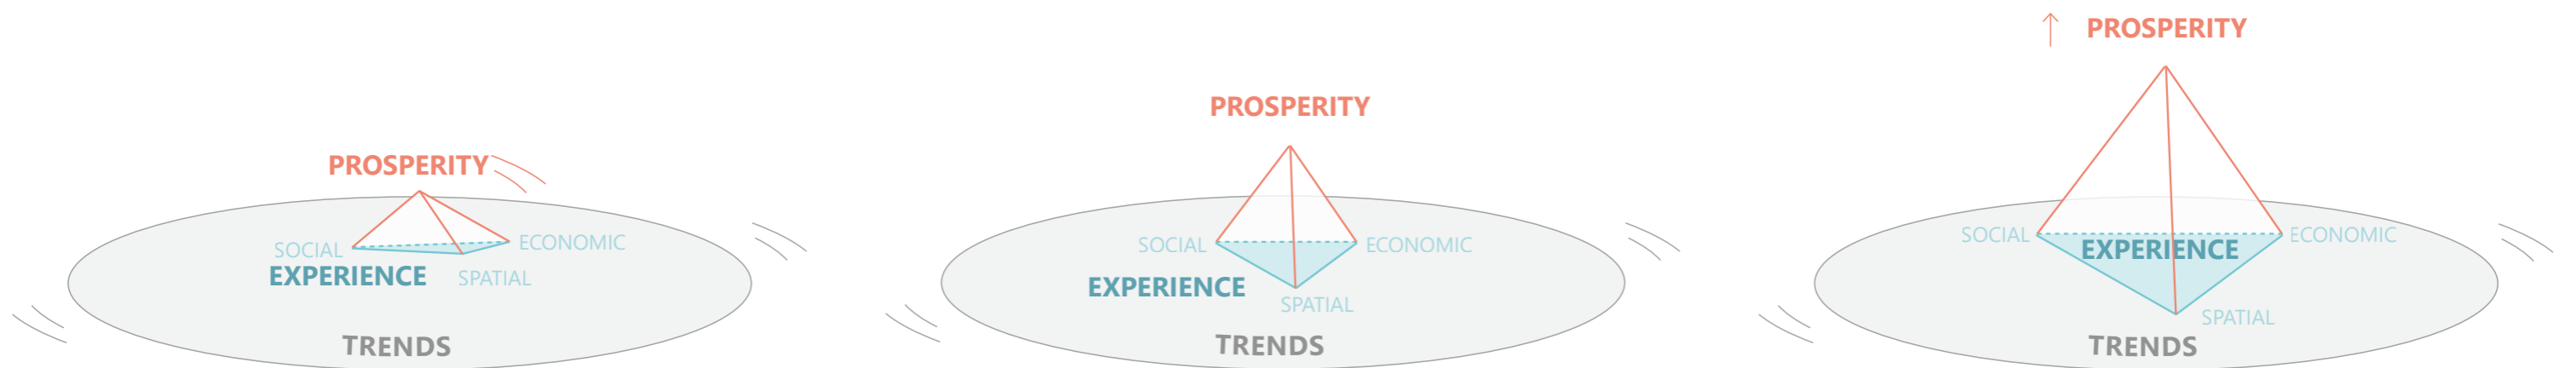 PROSPERITY
SOCIAL
ECONOMIC
EXPERIENCE
SPATIAL
TRENDS
PROSPERITY
SOCIAL
ECONOMIC
EXPERIENCE
SPATIAL
TRENDS
PROSPERITY
SOCIAL
ECONOMIC
EXPERIENCE
SPATIAL
TRENDS